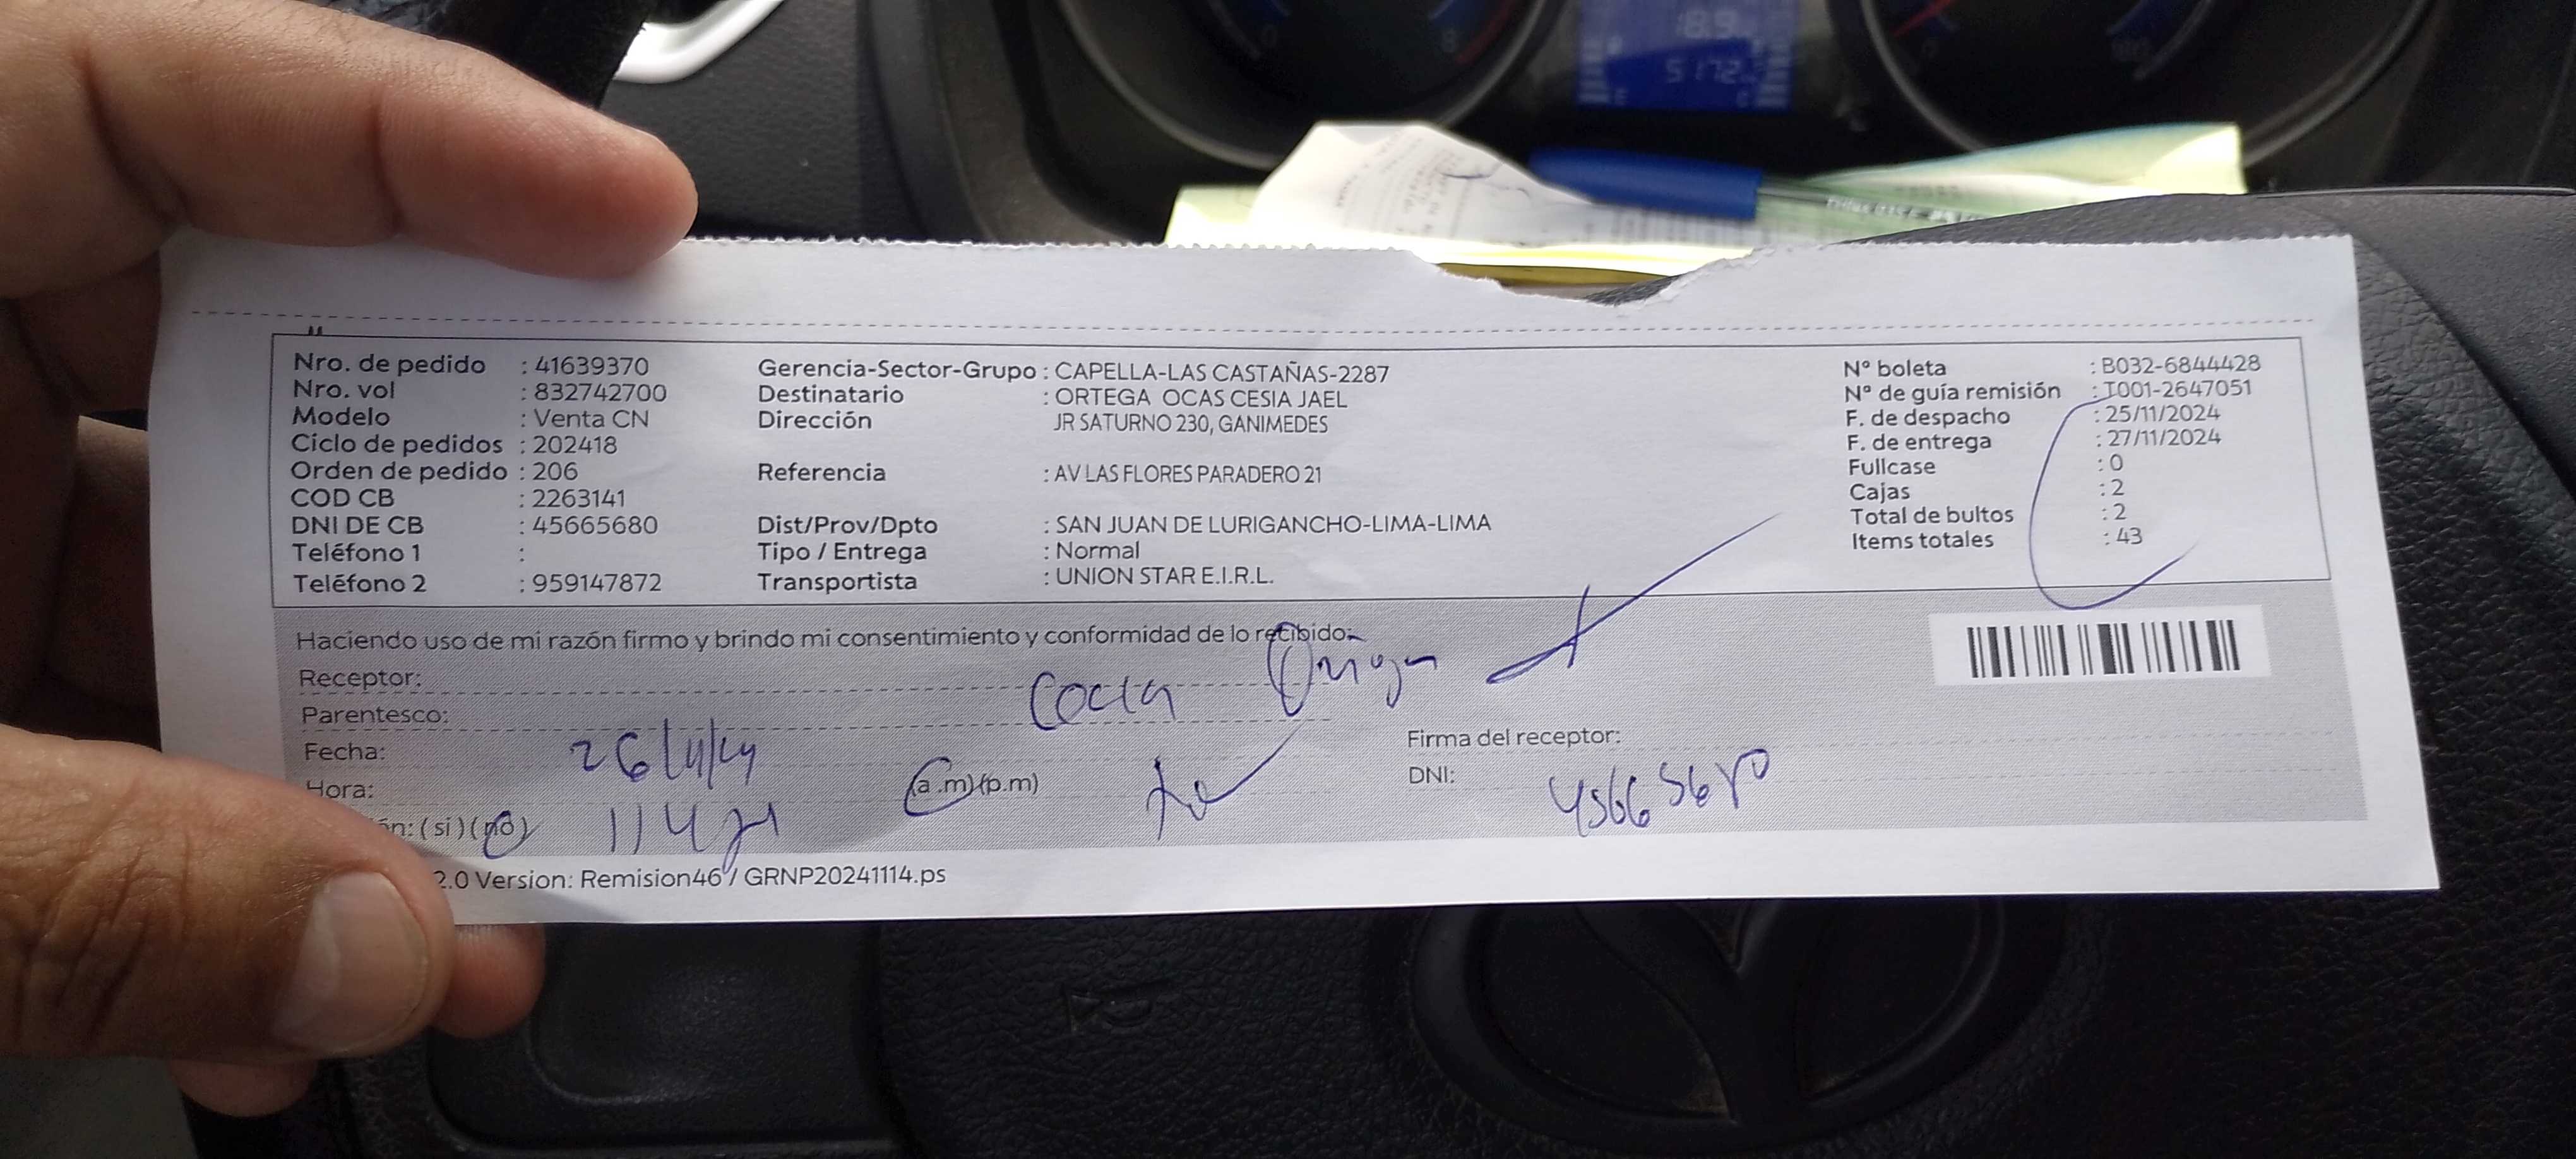 Nro. de pedido : 41639370
Nro. vol : 832742700
Modelo : Venta CN
Ciclo de pedidos : 202418
Orden de pedido : 206
COD CB : 2263141
DNI DE CB : 45665680
Teléfono 1 :
Teléfono 2 : 959147872
Gerencia-Sector-Grupo : CAPELLA-LAS CASTAÑAS-2287
Destinatario : ORTEGA OCAS CESIA JAEL
Dirección JR SATURNO 230, GANIMEDES
Referencia : AV LAS FLORES PARADERO 21
Dist/Prov/Dpto : SAN JUAN DE LURIGANCHO-LIMA-LIMA
Tipo / Entrega : Normal
Transportista : UNION STAR E.I.R.L.
Nº boleta : B032-6844428
Nº de guía remisión : T001-2647051
F. de despacho : 25/11/2024
F. de entrega : 27/11/2024
Fullcase : 0
Cajas : 2
Total de bultos : 2
Items totales : 43
Haciendo uso de mi razón firmo y brindo mi consentimiento y conformidad de lo recibido:
Receptor:
Parentesco:
Fecha: 26/11/24
Hora: (a.m)(p.m)
ón: (si) (no)
Firma del receptor:
DNI: 45665680
2.0 Version: Remision46 / GRNP20241114.ps